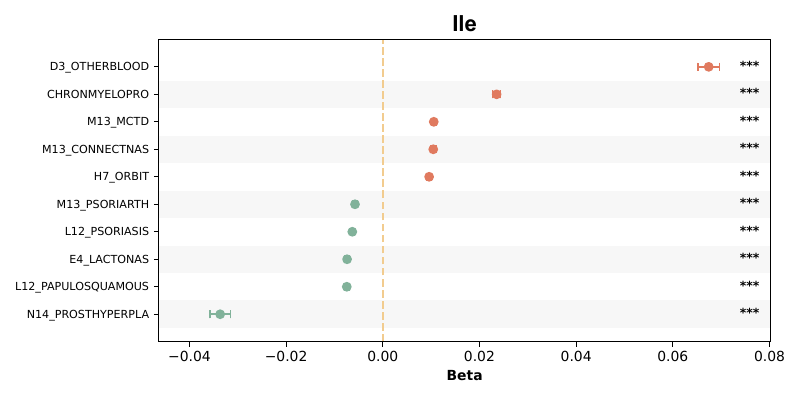 Ile
D3_OTHERBLOOD ***
CHRONMYELOPRO ***
M13_MCTD ***
M13_CONNECTNAS ***
H7_ORBIT ***
M13_PSORIARTH ***
L12_PSORIASIS ***
E4_LACTONAS ***
L12_PAPULOSQUAMOUS ***
N14_PROSTHYPERPLA ***
−0.04 −0.02 0.00 0.02 0.04 0.06 0.08
Beta